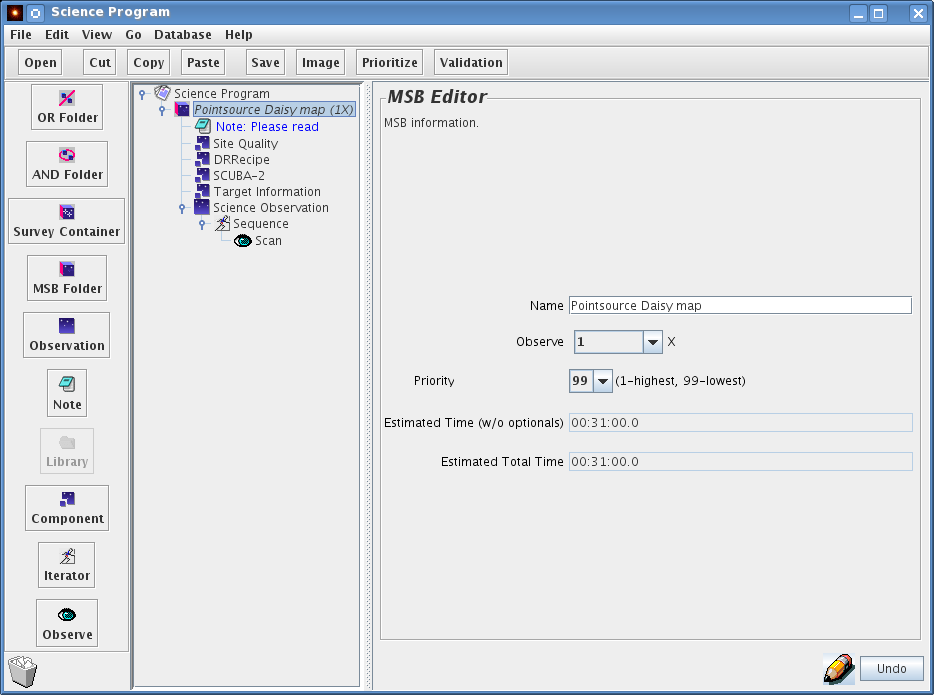 Science Program
File Edit View Go Database Help
Open Cut Copy Paste Save Image Prioritize Validation
OR Folder
AND Folder
Survey Container
MSB Folder
Observation
Note
Library
Component
Iterator
Observe
Science Program
Pointsource Daisy map (1X)
Note: Please read
Site Quality
DRRecipe
SCUBA-2
Target Information
Science Observation
Sequence
Scan
MSB Editor
MSB information.
Name Pointsource Daisy map
Observe 1 X
Priority 99 (1-highest, 99-lowest)
Estimated Time (w/o optionals) 00:31:00.0
Estimated Total Time 00:31:00.0
Undo